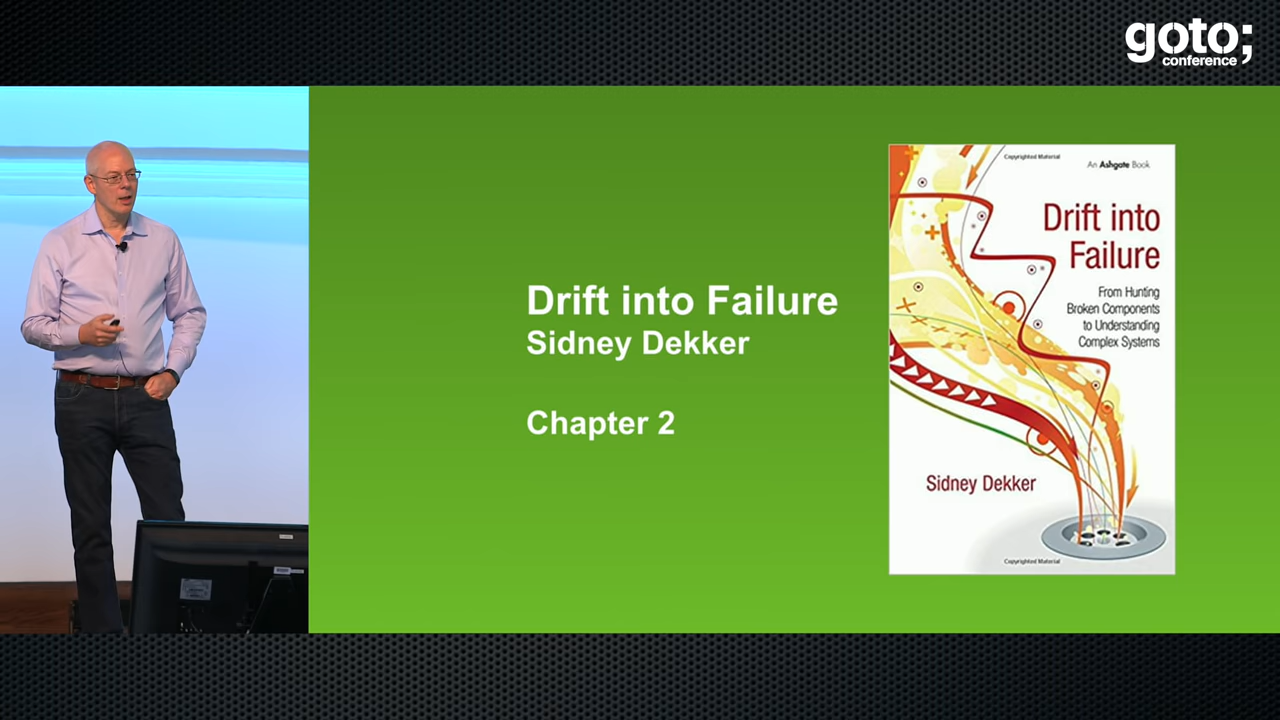 goto;
conference
Drift into Failure
Sidney Dekker
Chapter 2
Copyrighted Material
An Ashgate Book
Drift into
Failure
From Hunting
Broken Components
to Understanding
Complex Systems
Sidney Dekker
Copyrighted Material